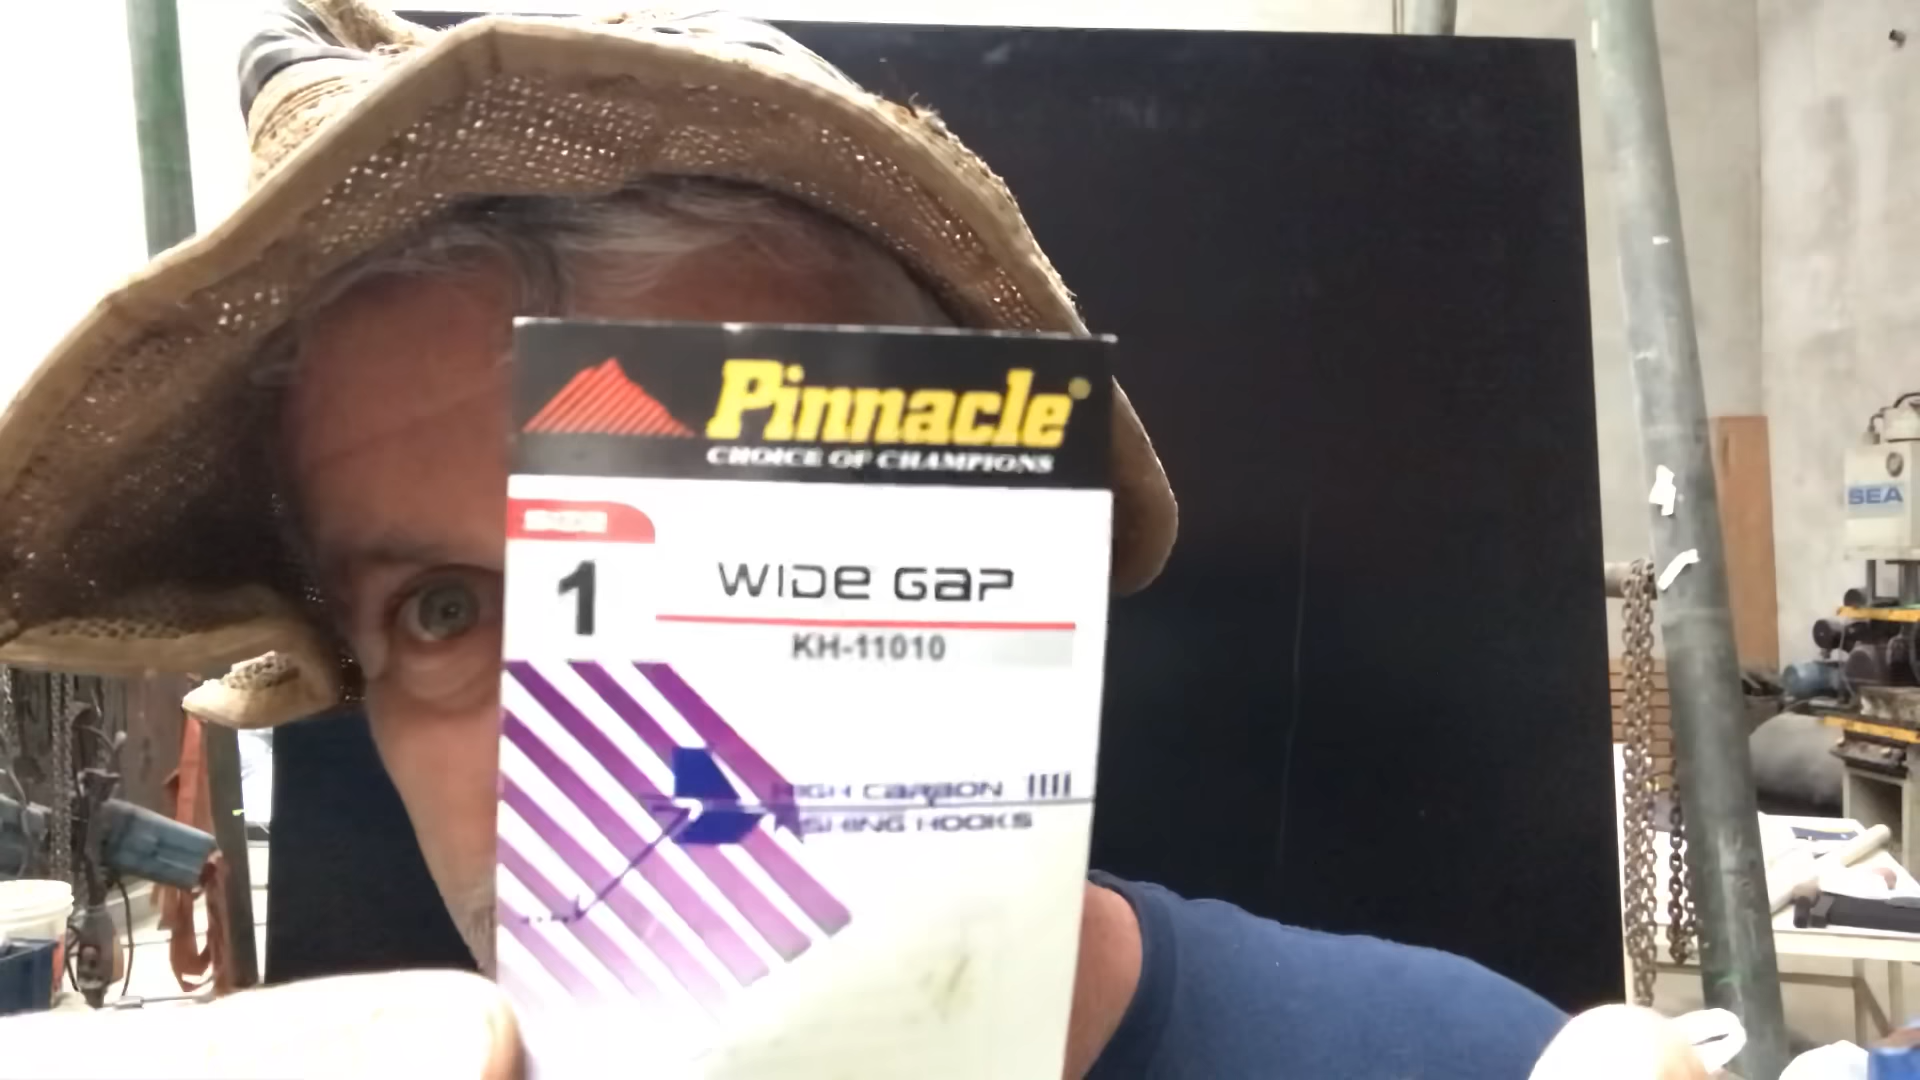 Pinnacle®
CHOICE OF CHAMPIONS
1
WIDE GAP
KH-11010
HIGH CARBON
FISHING HOOKS
SEA